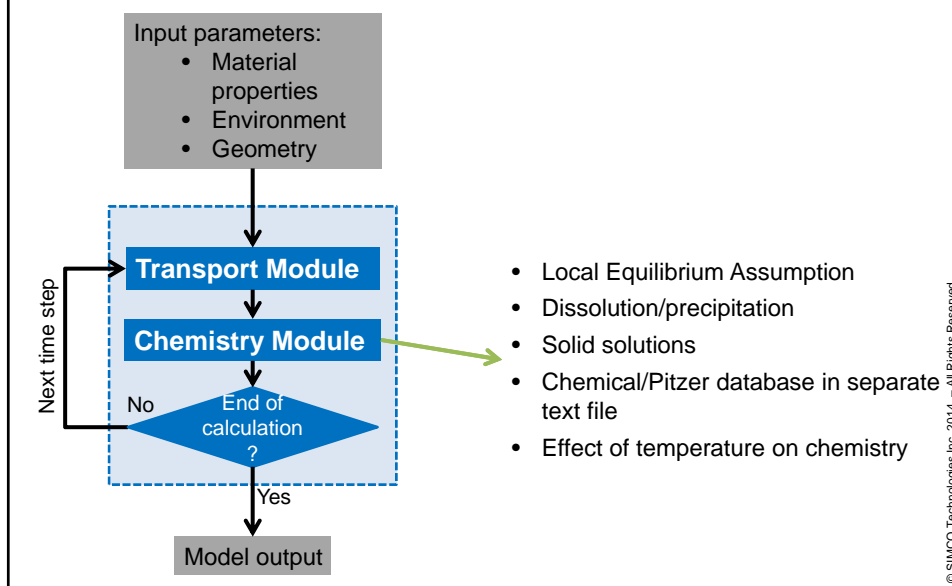 Input parameters:
• Material
properties
• Environment
• Geometry
Transport Module
Chemistry Module
Next time step
No
End of
calculation
?
Yes
Model output
• Local Equilibrium Assumption
• Dissolution/precipitation
• Solid solutions
• Chemical/Pitzer database in separate
text file
• Effect of temperature on chemistry
© SIMCO Technologies Inc. 2014 – All Rights Reserved